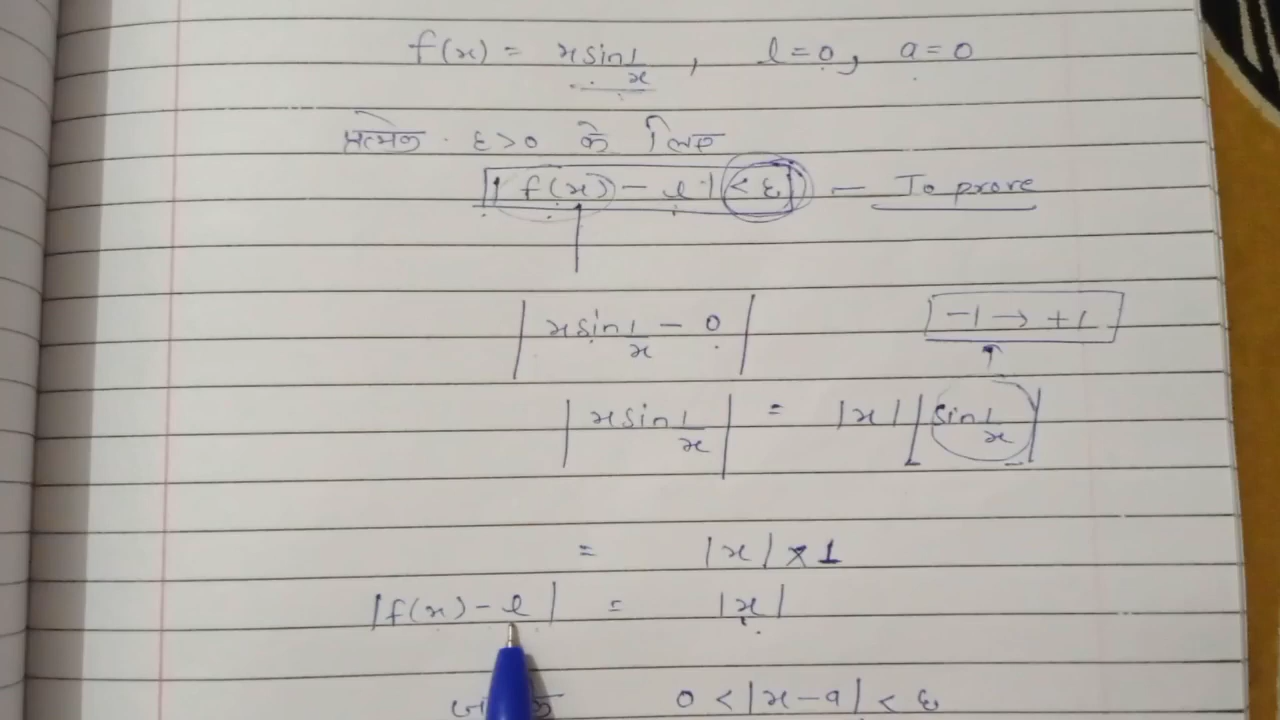 f(x) = x sin 1/x , l=0, a=0
प्रत्येक ε>0 के लिए
|f(x) - l| < ε - To prove
|x sin 1/x - 0| -1 → +1
|x sin 1/x| = |x| |sin 1/x|
= |x| × 1
|f(x) - l| = |x|
0 < |x-a| < ε